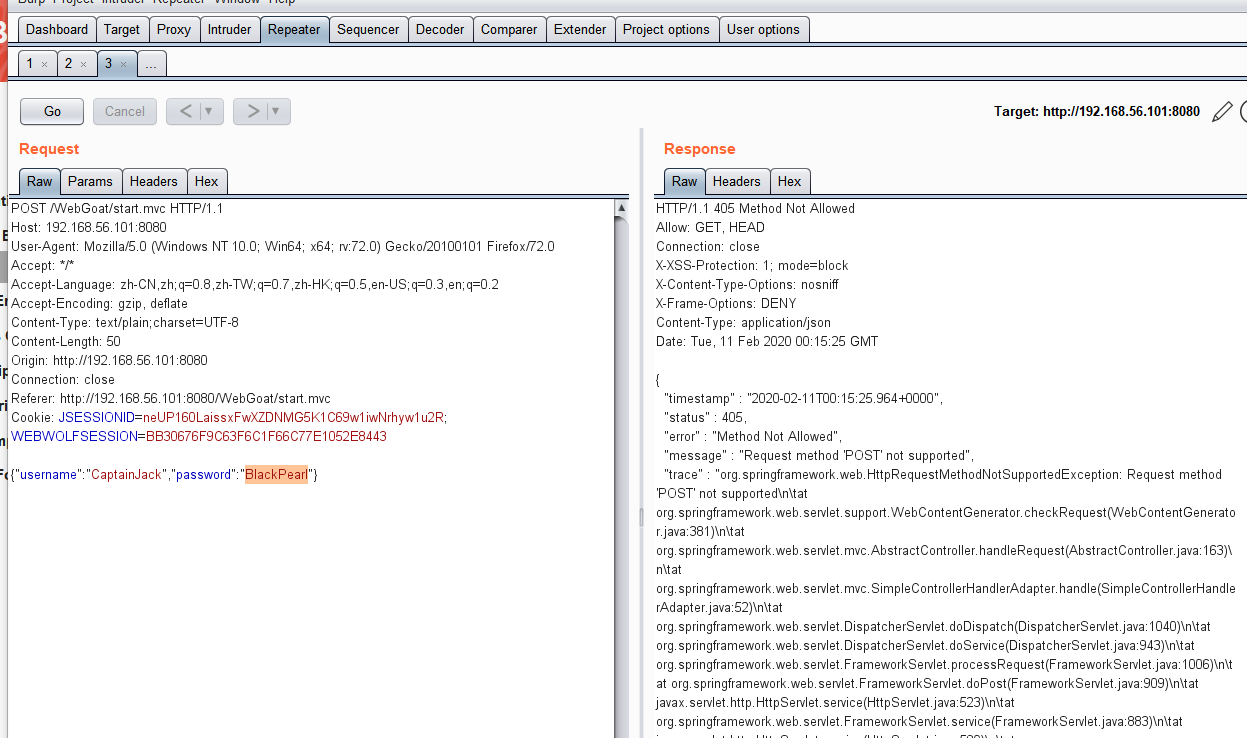 Burp Project Intruder Repeater Window Help
Dashboard Target Proxy Intruder Repeater Sequencer Decoder Comparer Extender Project options User options
1 × 2 × 3 × ...
Go Cancel < ▼ > ▼ Target: http://192.168.56.101:8080
Request
Raw Params Headers Hex
POST /WebGoat/start.mvc HTTP/1.1
Host: 192.168.56.101:8080
User-Agent: Mozilla/5.0 (Windows NT 10.0; Win64; x64; rv:72.0) Gecko/20100101 Firefox/72.0
Accept: */*
Accept-Language: zh-CN,zh;q=0.8,zh-TW;q=0.7,zh-HK;q=0.5,en-US;q=0.3,en;q=0.2
Accept-Encoding: gzip, deflate
Content-Type: text/plain;charset=UTF-8
Content-Length: 50
Origin: http://192.168.56.101:8080
Connection: close
Referer: http://192.168.56.101:8080/WebGoat/start.mvc
Cookie: JSESSIONID=neUP160LaissxFwXZDNMG5K1C69w1iwNrhyw1u2R;
WEBWOLFSESSION=BB30676F9C63F6C1F66C77E1052E8443
{"username":"CaptainJack","password":"BlackPearl"}
Response
Raw Headers Hex
HTTP/1.1 405 Method Not Allowed
Allow: GET, HEAD
Connection: close
X-XSS-Protection: 1; mode=block
X-Content-Type-Options: nosniff
X-Frame-Options: DENY
Content-Type: application/json
Date: Tue, 11 Feb 2020 00:15:25 GMT
{
"timestamp" : "2020-02-11T00:15:25.964+0000",
"status" : 405,
"error" : "Method Not Allowed",
"message" : "Request method 'POST' not supported",
"trace" : "org.springframework.web.HttpRequestMethodNotSupportedException: Request method
'POST' not supported\n\tat
org.springframework.web.servlet.support.WebContentGenerator.checkRequest(WebContentGenerato
r.java:381)\n\tat
org.springframework.web.servlet.mvc.AbstractController.handleRequest(AbstractController.java:163)\
n\tat
org.springframework.web.servlet.mvc.SimpleControllerHandlerAdapter.handle(SimpleControllerHandle
rAdapter.java:52)\n\tat
org.springframework.web.servlet.DispatcherServlet.doDispatch(DispatcherServlet.java:1040)\n\tat
org.springframework.web.servlet.DispatcherServlet.doService(DispatcherServlet.java:943)\n\tat
org.springframework.web.servlet.FrameworkServlet.processRequest(FrameworkServlet.java:1006)\n\t
at org.springframework.web.servlet.FrameworkServlet.doPost(FrameworkServlet.java:909)\n\tat
javax.servlet.http.HttpServlet.service(HttpServlet.java:523)\n\tat
org.springframework.web.servlet.FrameworkServlet.service(FrameworkServlet.java:883)\n\tat